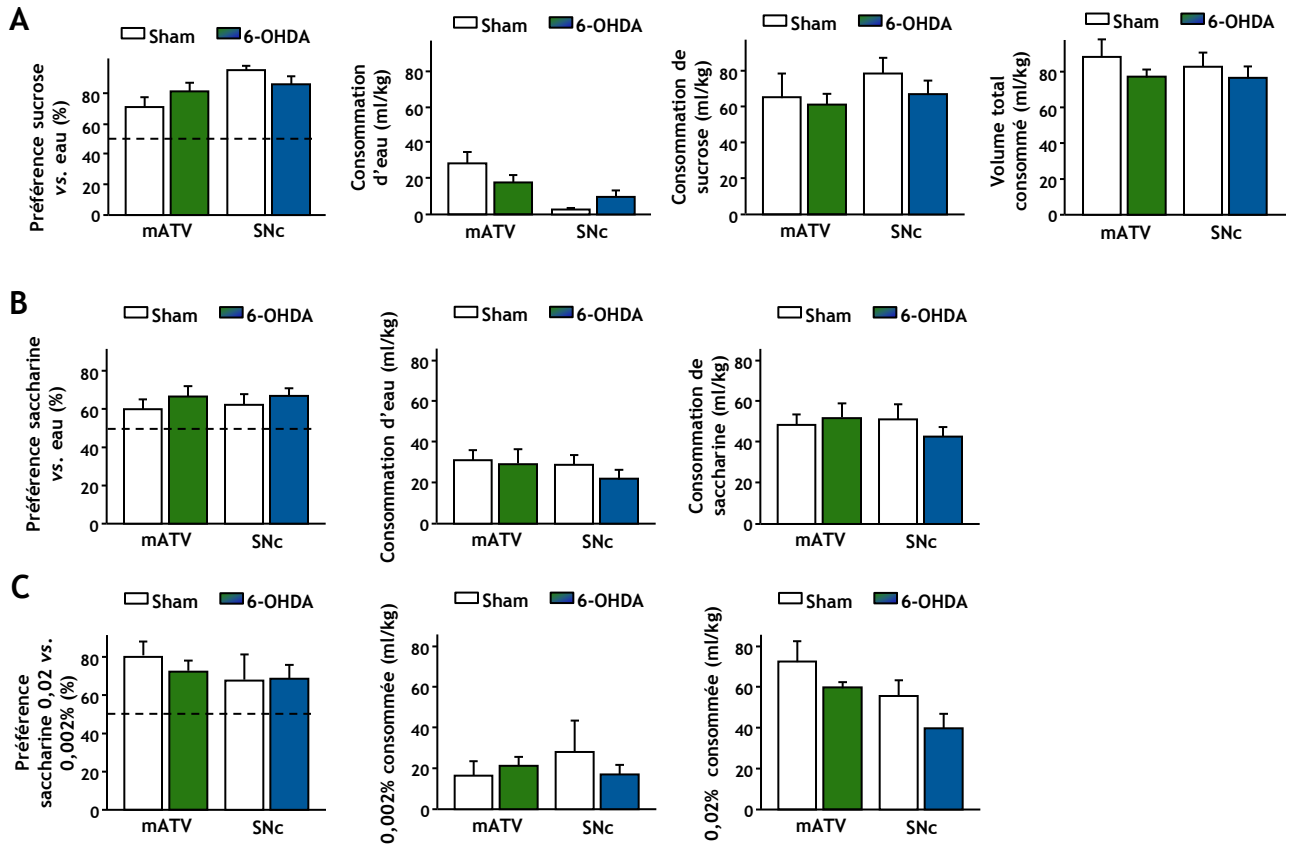 A
Sham 6-OHDA
Préférence sucrose
vs. eau (%)
80
60
40
20
0
mATV SNc
Sham 6-OHDA
Consommation
d'eau (ml/kg)
80
60
40
20
0
mATV SNc
Sham 6-OHDA
Consommation de
sucrose (ml/kg)
80
60
40
20
0
mATV SNc
Sham 6-OHDA
Volume total
consommé (ml/kg)
80
60
40
80
0
mATV SNc
B
Sham 6-OHDA
Préférence saccharine
vs. eau (%)
80
60
40
20
0
mATV SNc
Sham 6-OHDA
Consommation d'eau (ml/kg)
80
60
40
20
0
mATV SNc
Sham 6-OHDA
Consommation de
saccharine (ml/kg)
80
60
40
20
0
mATV SNc
C
Sham 6-OHDA
Préférence
saccharine 0,02 vs.
0,002% (%)
80
60
40
20
0
mATV SNc
Sham 6-OHDA
0,002% consommée (ml/kg)
80
60
40
20
0
mATV SNc
Sham 6-OHDA
0,02% consommée (ml/kg)
80
60
40
20
0
mATV SNc